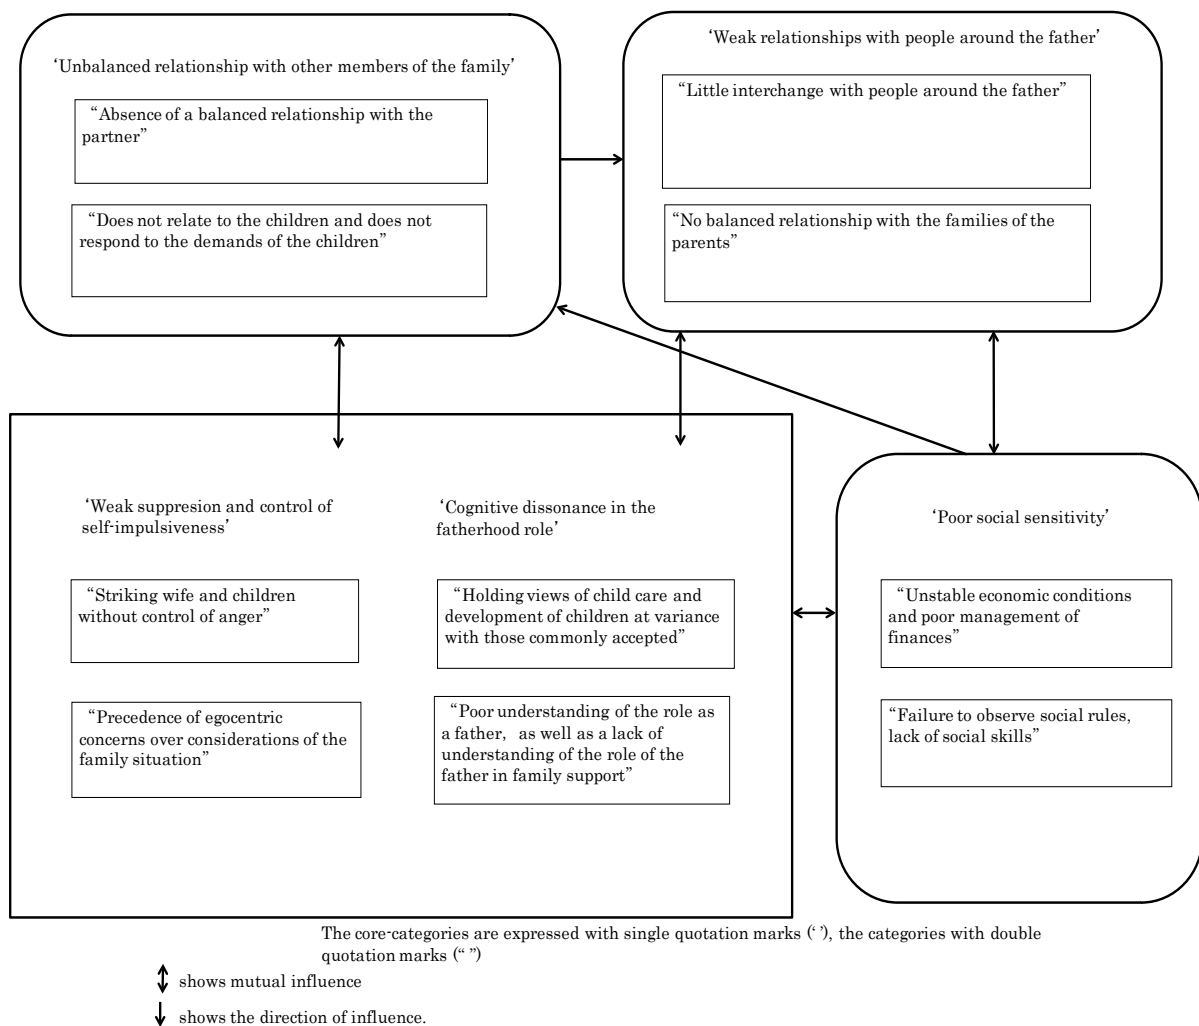 ‘Unbalanced relationship with other members of the family’
“Absence of a balanced relationship with the
partner”
“Does not relate to the children and does not
respond to the demands of the children”
‘Weak relationships with people around the father’
“Little interchange with people around the father”
“No balanced relationship with the families of the
parents”
‘Weak suppresion and control of
self-impulsiveness’
“Striking wife and children
without control of anger”
“Precedence of egocentric
concerns over considerations of the
family situation”
‘Cognitive dissonance in the
fatherhood role’
“Holding views of child care and
development of children at variance
with those commonly accepted”
“Poor understanding of the role as
a father, as well as a lack of
understanding of the role of the
father in family support”
‘Poor social sensitivity’
“Unstable economic conditions
and poor management of
finances”
“Failure to observe social rules,
lack of social skills”
The core-categories are expressed with single quotation marks (‘ ’), the categories with double
quotation marks (“ ”)
shows mutual influence
shows the direction of influence.